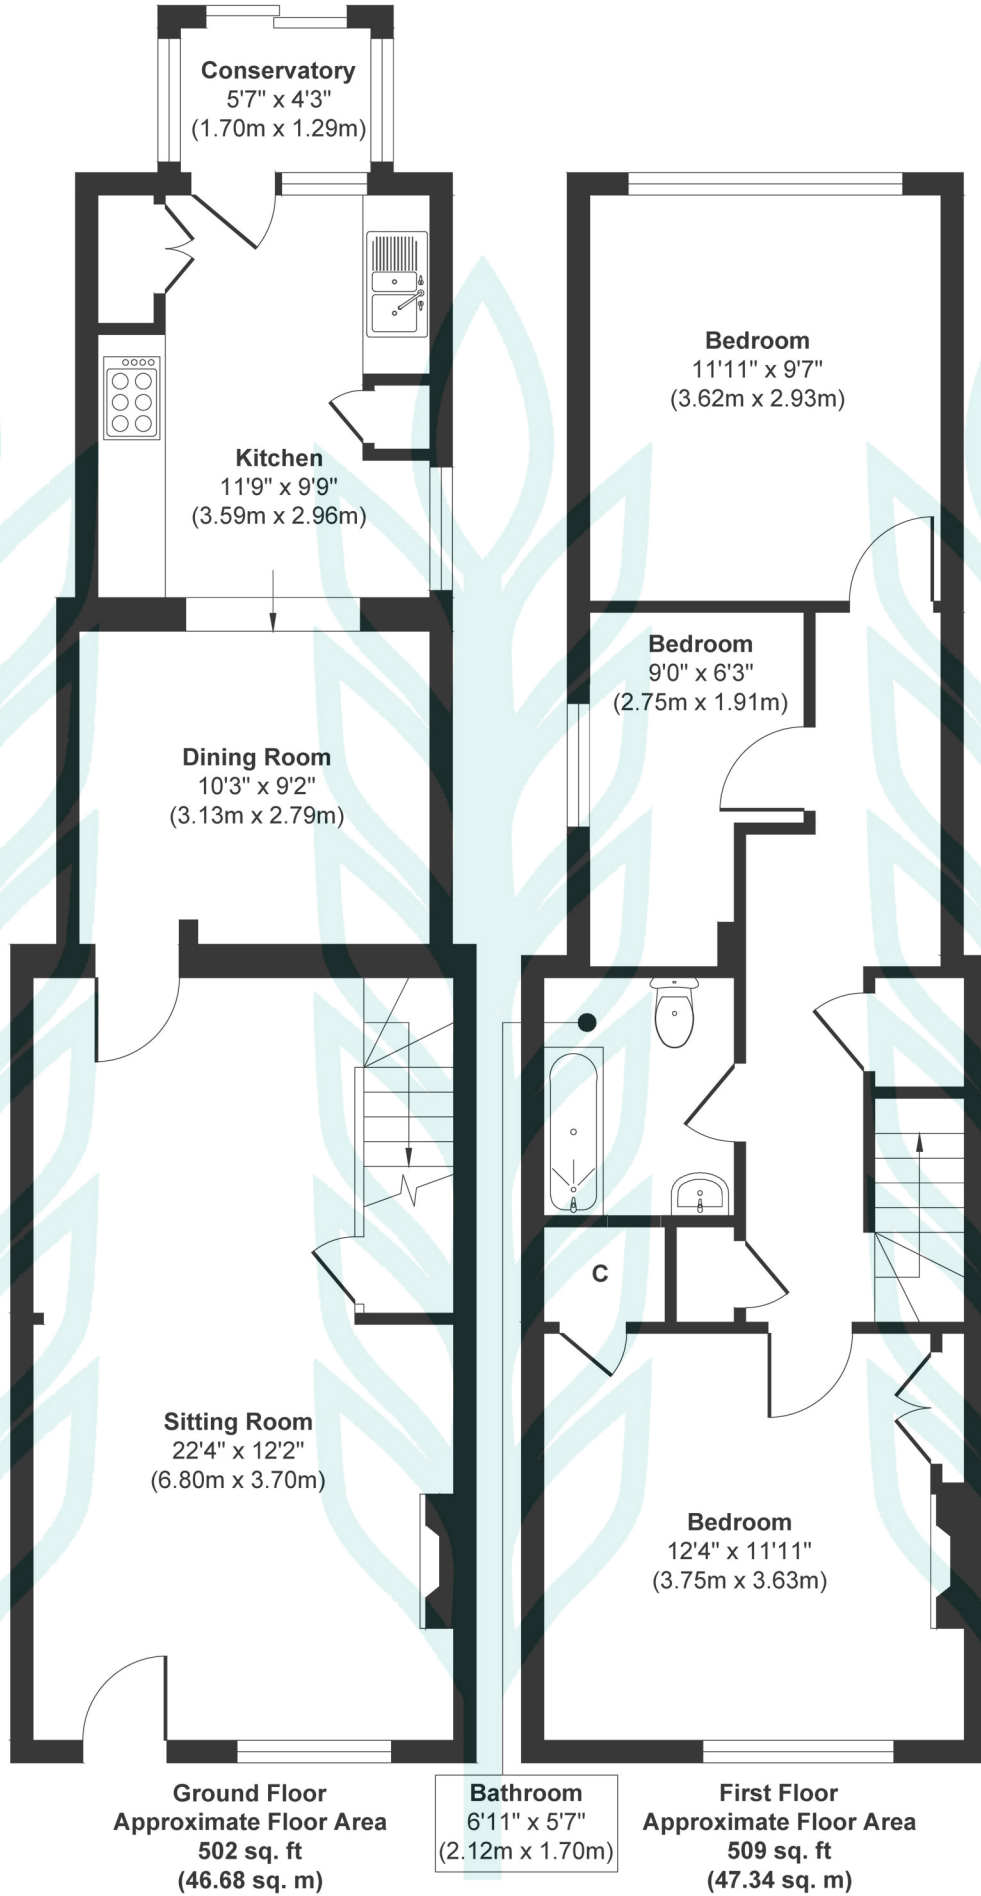 Conservatory
5'7" x 4'3"
(1.70m x 1.29m)
Kitchen
11'9" x 9'9"
(3.59m x 2.96m)
Dining Room
10'3" x 9'2"
(3.13m x 2.79m)
Sitting Room
22'4" x 12'2"
(6.80m x 3.70m)
Ground Floor
Approximate Floor Area
502 sq. ft
(46.68 sq. m)
Bedroom
11'11" x 9'7"
(3.62m x 2.93m)
Bedroom
9'0" x 6'3"
(2.75m x 1.91m)
C
Bedroom
12'4" x 11'11"
(3.75m x 3.63m)
Bathroom
6'11" x 5'7"
(2.12m x 1.70m)
First Floor
Approximate Floor Area
509 sq. ft
(47.34 sq. m)